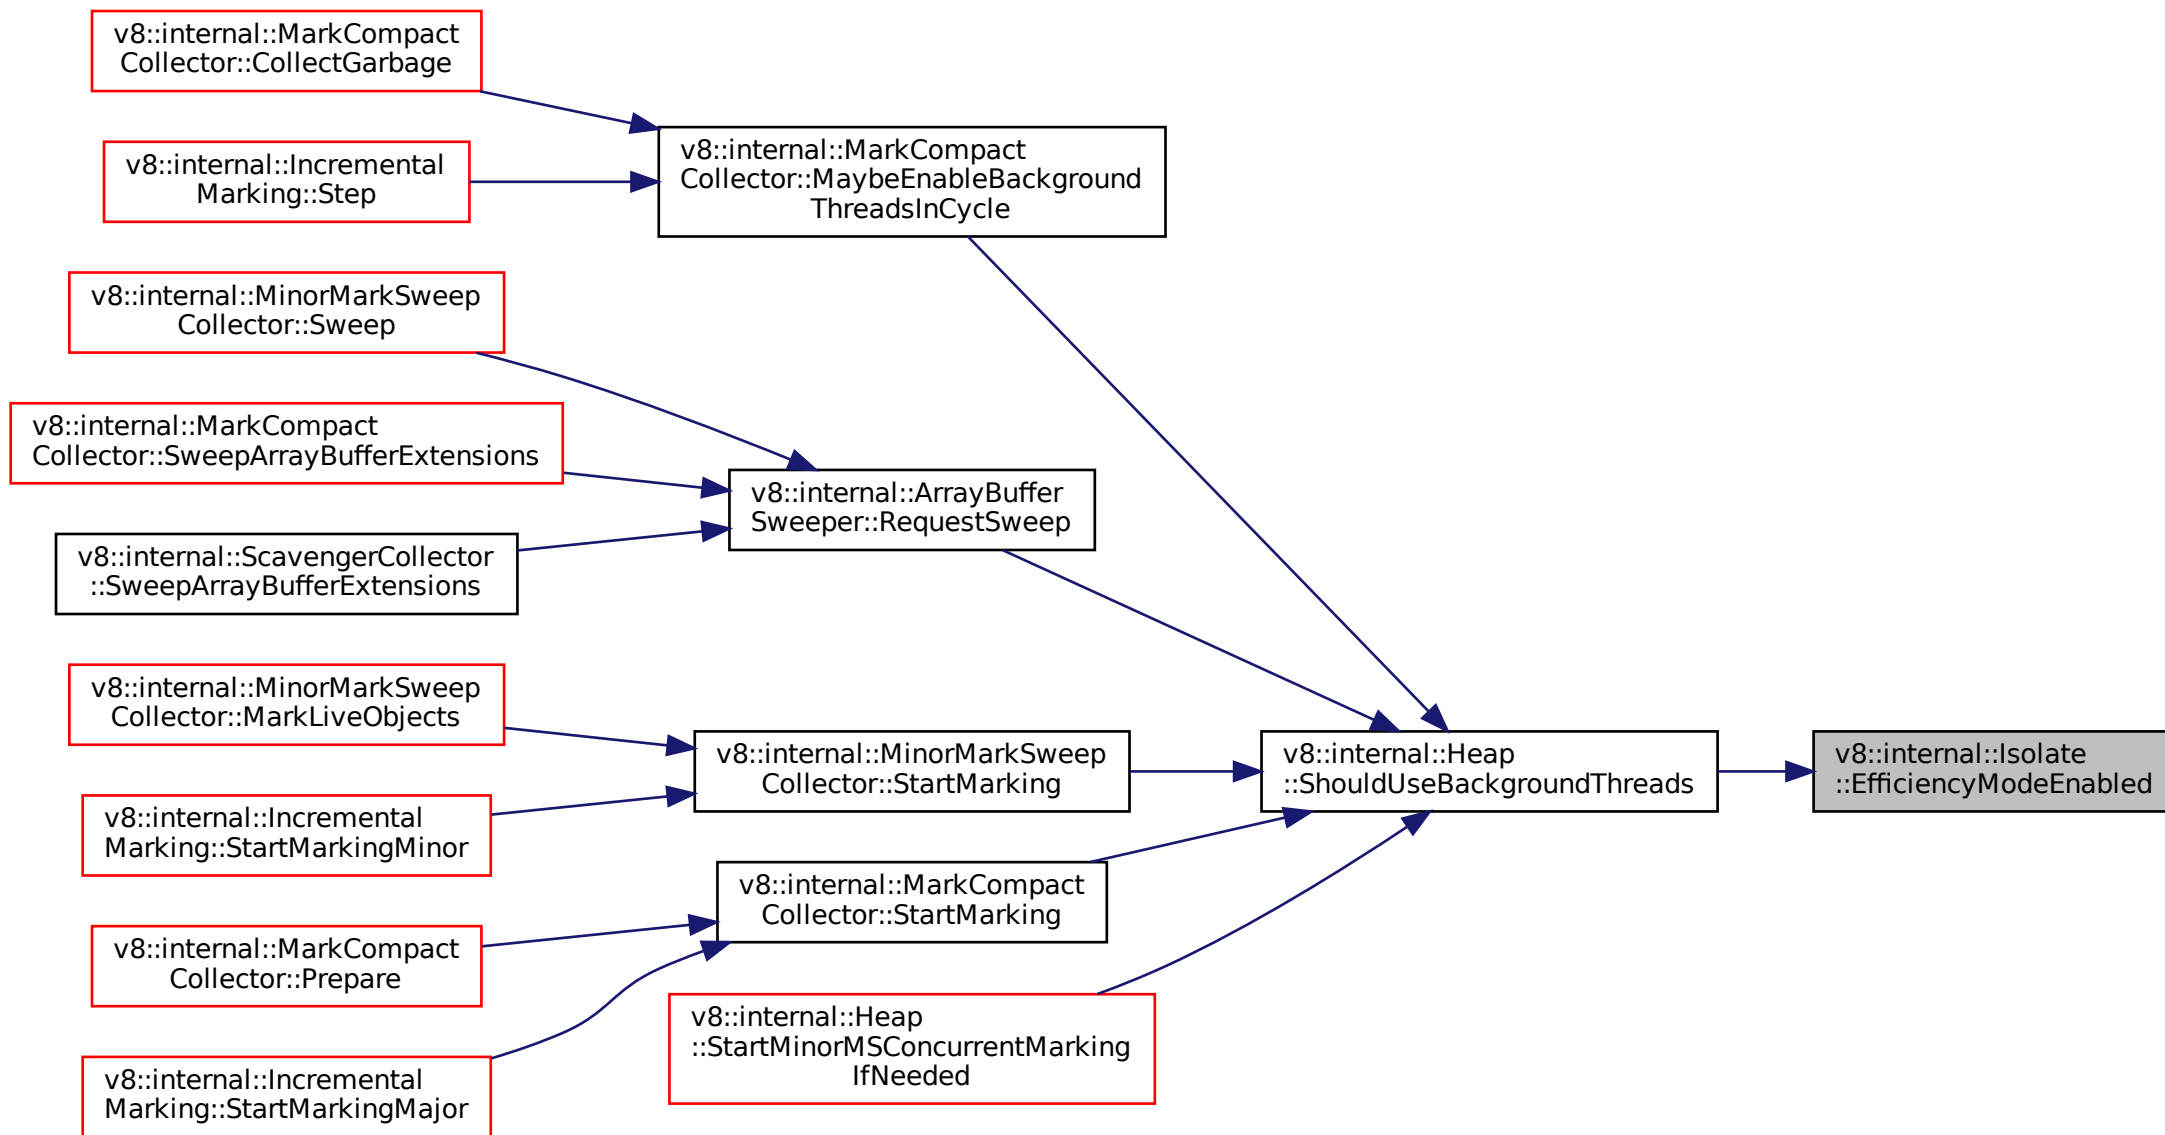 v8::internal::MarkCompact
Collector::CollectGarbage
v8::internal::Incremental
Marking::Step
v8::internal::MarkCompact
Collector::MaybeEnableBackground
ThreadsInCycle
v8::internal::MinorMarkSweep
Collector::Sweep
v8::internal::MarkCompact
Collector::SweepArrayBufferExtensions
v8::internal::ScavengerCollector
::SweepArrayBufferExtensions
v8::internal::ArrayBuffer
Sweeper::RequestSweep
v8::internal::MinorMarkSweep
Collector::MarkLiveObjects
v8::internal::Incremental
Marking::StartMarkingMinor
v8::internal::MinorMarkSweep
Collector::StartMarking
v8::internal::Heap
::ShouldUseBackgroundThreads
v8::internal::Isolate
::EfficiencyModeEnabled
v8::internal::MarkCompact
Collector::StartMarking
v8::internal::MarkCompact
Collector::Prepare
v8::internal::Incremental
Marking::StartMarkingMajor
v8::internal::Heap
::StartMinorMSConcurrentMarking
IfNeeded